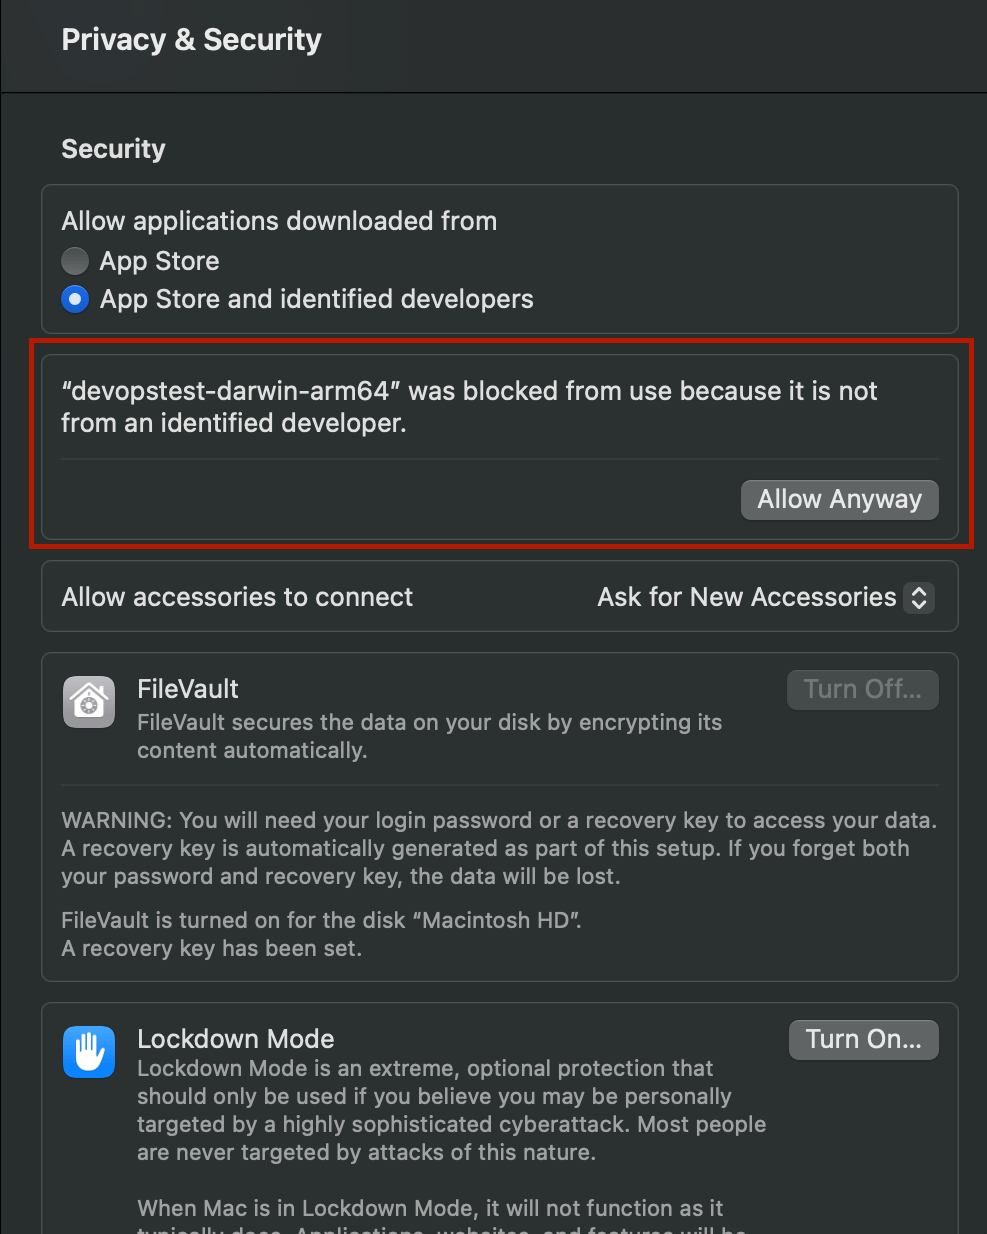 Privacy & Security
Security
Allow applications downloaded from
App Store
App Store and identified developers
“devopstest-darwin-arm64” was blocked from use because it is not
from an identified developer.
Allow Anyway
Allow accessories to connect
Ask for New Accessories
FileVault
Turn Off...
FileVault secures the data on your disk by encrypting its
content automatically.
WARNING: You will need your login password or a recovery key to access your data.
A recovery key is automatically generated as part of this setup. If you forget both
your password and recovery key, the data will be lost.
FileVault is turned on for the disk “Macintosh HD”.
A recovery key has been set.
Lockdown Mode
Turn On...
Lockdown Mode is an extreme, optional protection that
should only be used if you believe you may be personally
targeted by a highly sophisticated cyberattack. Most people
are never targeted by attacks of this nature.
When Mac is in Lockdown Mode, it will not function as it
typically does. Applications, websites, and features will be